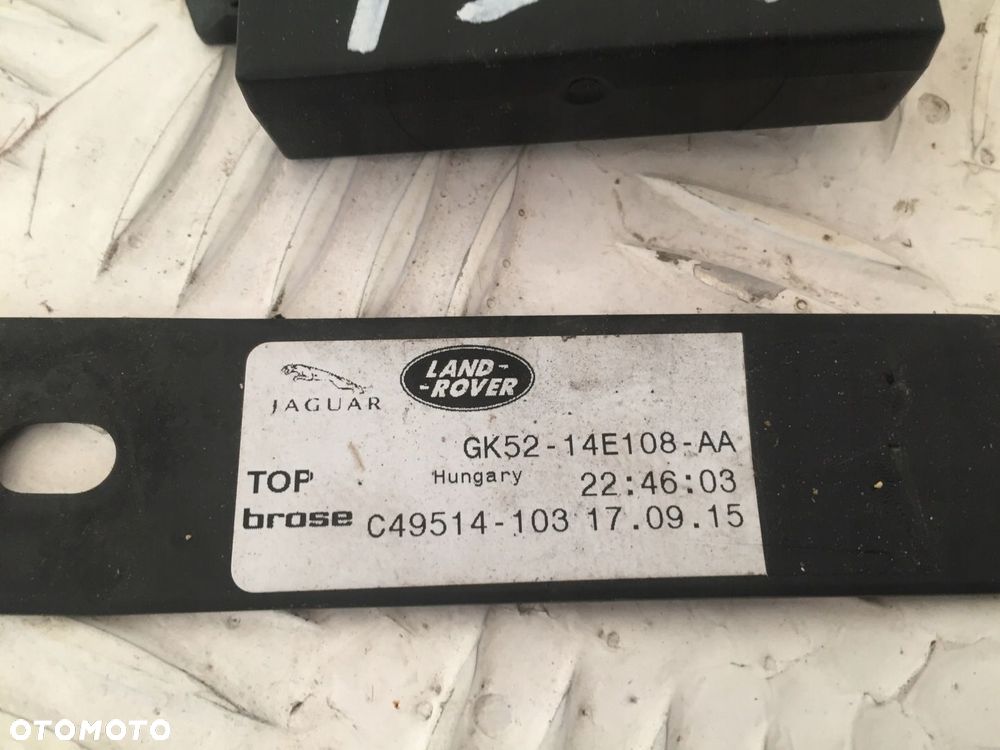 JAGUAR
LAND-
-ROVER
GK52-14E108-AA
TOP
Hungary
22:46:03
brose
C49514-103 17.09.15
OTOMOTO